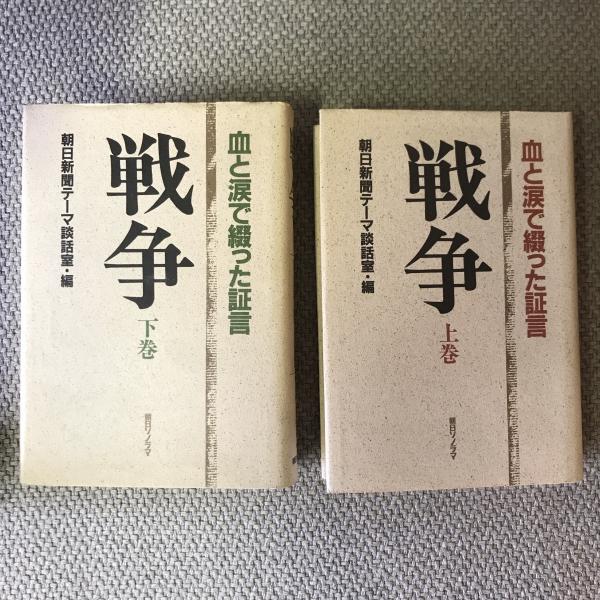 血と涙で綴った証言
戦争
下巻
朝日新聞テーマ談話室・編
朝日ソノラマ
血と涙で綴った証言
戦争
上巻
朝日新聞テーマ談話室・編
朝日ソノラマ